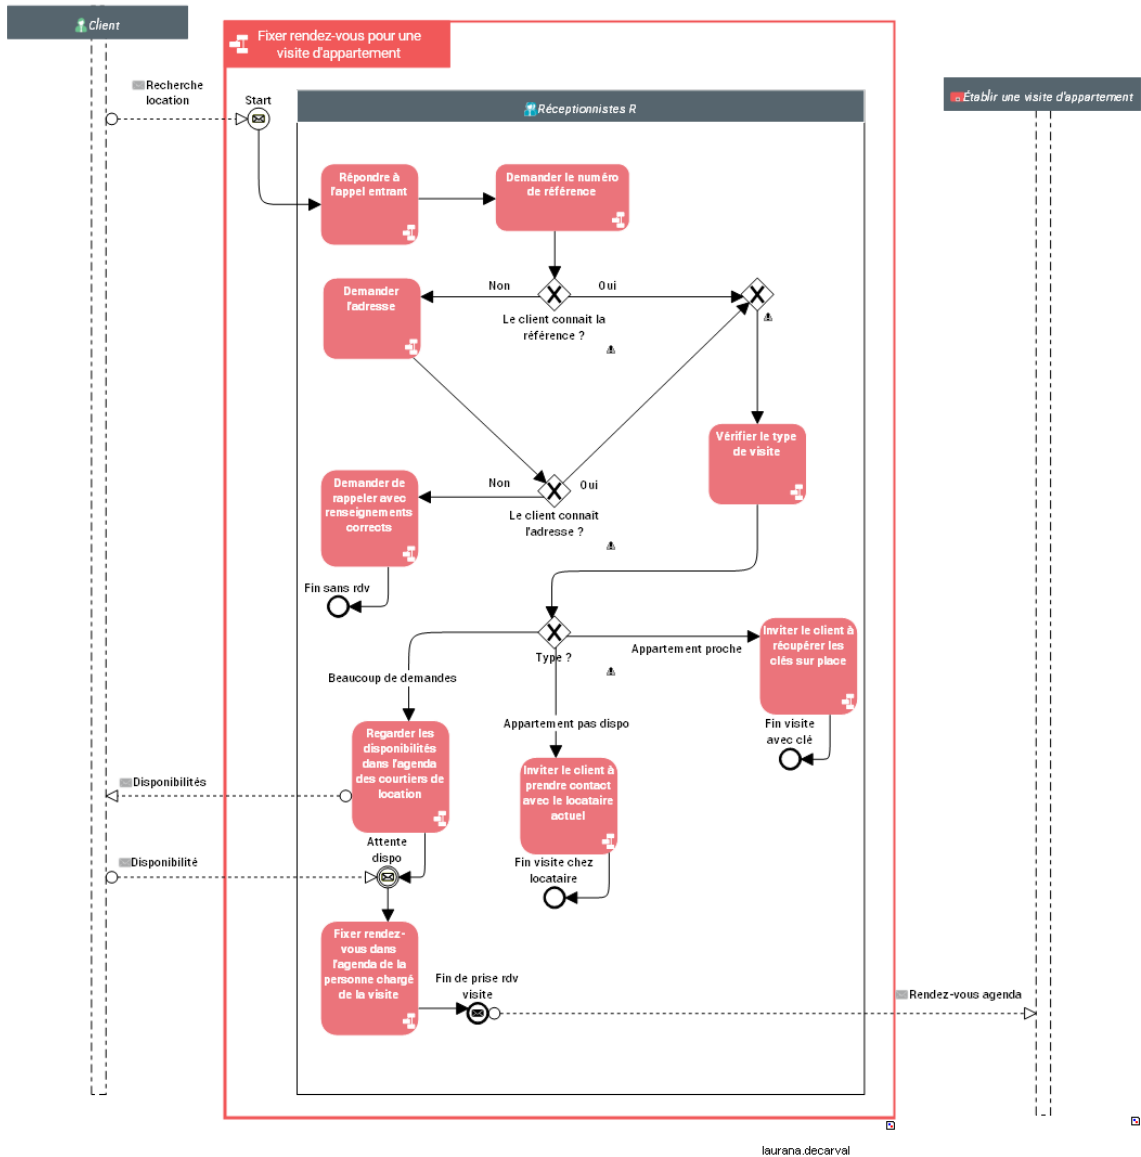 Client
Fixer rendez-vous pour une
visite d'appartement
Recherche
location
Start
Réceptionnistes R
Établir une visite d'appartement
Répondre à
l'appel entrant
Demander le numéro
de référence
Demander
l'adresse
Non
Oui
Le client connait la
référence ?
Vérifier le type
de visite
Demander de
rappeler avec
renseignements
corrects
Non
Oui
Le client connait
l'adresse ?
Fin sans rdv
Type ?
Appartement proche
Inviter le client à
récupérer les
clés sur place
Beaucoup de demandes
Appartement pas dispo
Fin visite
avec clé
Regarder les
disponibilités
dans l'agenda
des courtiers de
location
Inviter le client à
prendre contact
avec le locataire
actuel
Disponibilités
Attente
dispo
Disponibilité
Fin visite chez
locataire
Fixer rendez-
vous dans
l'agenda de la
personne chargé
de la visite
Fin de prise rdv
visite
Rendez-vous agenda
laurana.decarval